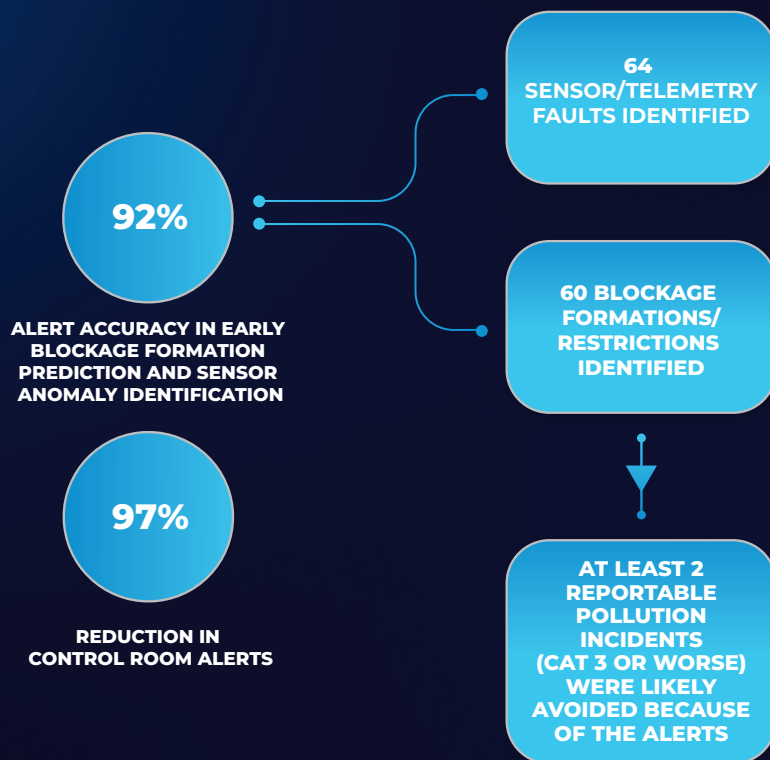 92%
ALERT ACCURACY IN EARLY
BLOCKAGE FORMATION
PREDICTION AND SENSOR
ANOMALY IDENTIFICATION
97%
REDUCTION IN
CONTROL ROOM ALERTS
64
SENSOR/TELEMETRY
FAULTS IDENTIFIED
60 BLOCKAGE
FORMATIONS/
RESTRICTIONS
IDENTIFIED
AT LEAST 2
REPORTABLE
POLLUTION
INCIDENTS
(CAT 3 OR WORSE)
WERE LIKELY
AVOIDED BECAUSE
OF THE ALERTS